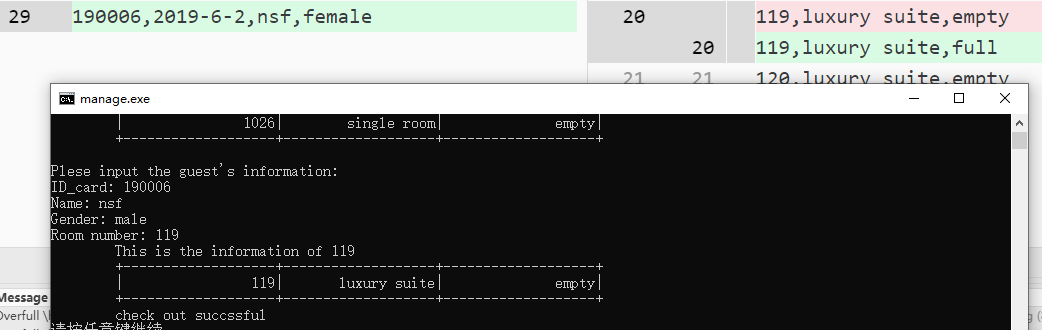 29 190006,2019-6-2,nsf,female
20 119,luxury suite,empty
20 119,luxury suite,full
21 21 120,luxury suite,empty
manage.exe
| 1026| single room| empty|
+-------------------+-------------------+-------------------+
Plese input the guest's information:
ID_card: 190006
Name: nsf
Gender: male
Room number: 119
This is the information of 119
+-------------------+-------------------+-------------------+
| 119| luxury suite| empty|
+-------------------+-------------------+-------------------+
check out succssful
请按任意键继续
Message
Overfull \